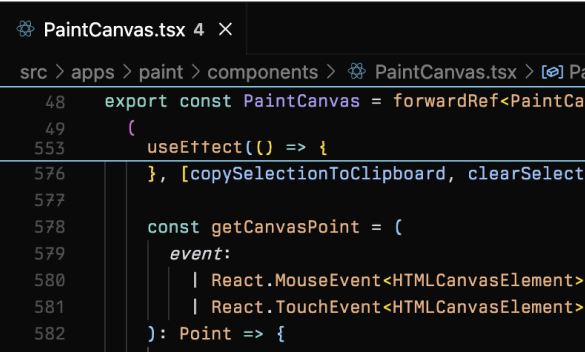 PaintCanvas.tsx 4 ×
src > apps > paint > components > PaintCanvas.tsx > Pa
48 export const PaintCanvas = forwardRef<PaintCa
49 (
553 useEffect(() => {
576 }, [copySelectionToClipboard, clearSelect
577
578 const getCanvasPoint = (
579 event:
580 | React.MouseEvent<HTMLCanvasElement>
581 | React.TouchEvent<HTMLCanvasElement>
582 ): Point => {